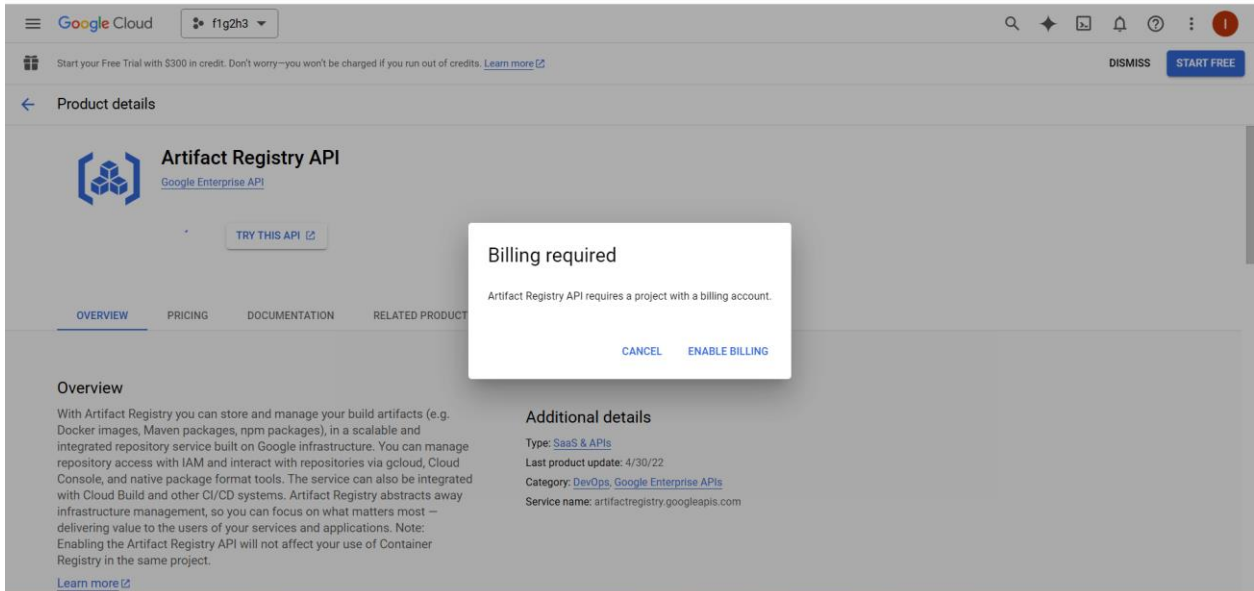 Google Cloud
f1g2h3
I
Start your Free Trial with $300 in credit. Don't worry—you won't be charged if you run out of credits. Learn more
DISMISS
START FREE
Product details
Artifact Registry API
Google Enterprise API
TRY THIS API
Billing required
Artifact Registry API requires a project with a billing account.
CANCEL
ENABLE BILLING
OVERVIEW
PRICING
DOCUMENTATION
RELATED PRODUCT
Overview
With Artifact Registry you can store and manage your build artifacts (e.g.
Docker images, Maven packages, npm packages), in a scalable and
integrated repository service built on Google infrastructure. You can manage
repository access with IAM and interact with repositories via gcloud, Cloud
Console, and native package format tools. The service can also be integrated
with Cloud Build and other CI/CD systems. Artifact Registry abstracts away
infrastructure management, so you can focus on what matters most —
delivering value to the users of your services and applications. Note:
Enabling the Artifact Registry API will not affect your use of Container
Registry in the same project.
Learn more
Additional details
Type: SaaS & APIs
Last product update: 4/30/22
Category: DevOps, Google Enterprise APIs
Service name: artifactregistry.googleapis.com